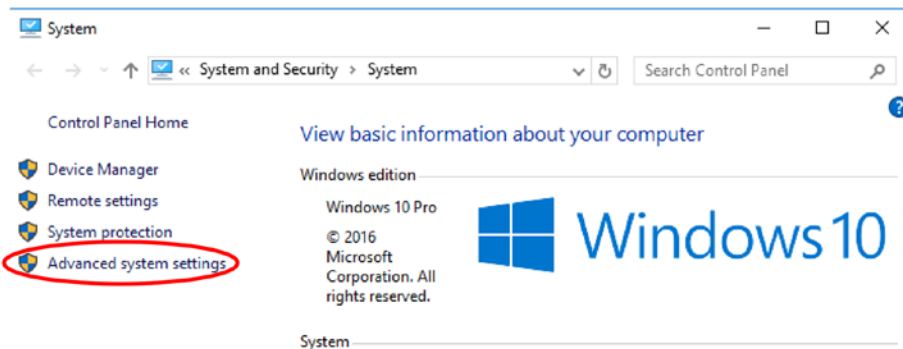 System
« System and Security > System
Search Control Panel
?
Control Panel Home
View basic information about your computer
Device Manager
Windows edition
Remote settings
Windows 10 Pro
System protection
© 2016
Advanced system settings
Microsoft
Corporation. All
rights reserved.
Windows 10
System